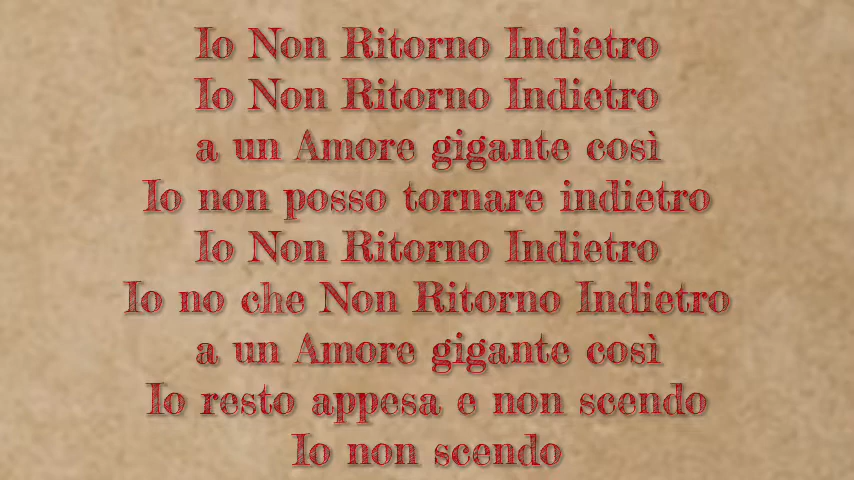 Io Non Ritorno Indietro
Io Non Ritorno Indietro
a un Amore gigante così
Io non posso tornare indietro
Io Non Ritorno Indietro
Io no che Non Ritorno Indietro
a un Amore gigante così
Io resto appesa e non scendo
Io non scendo